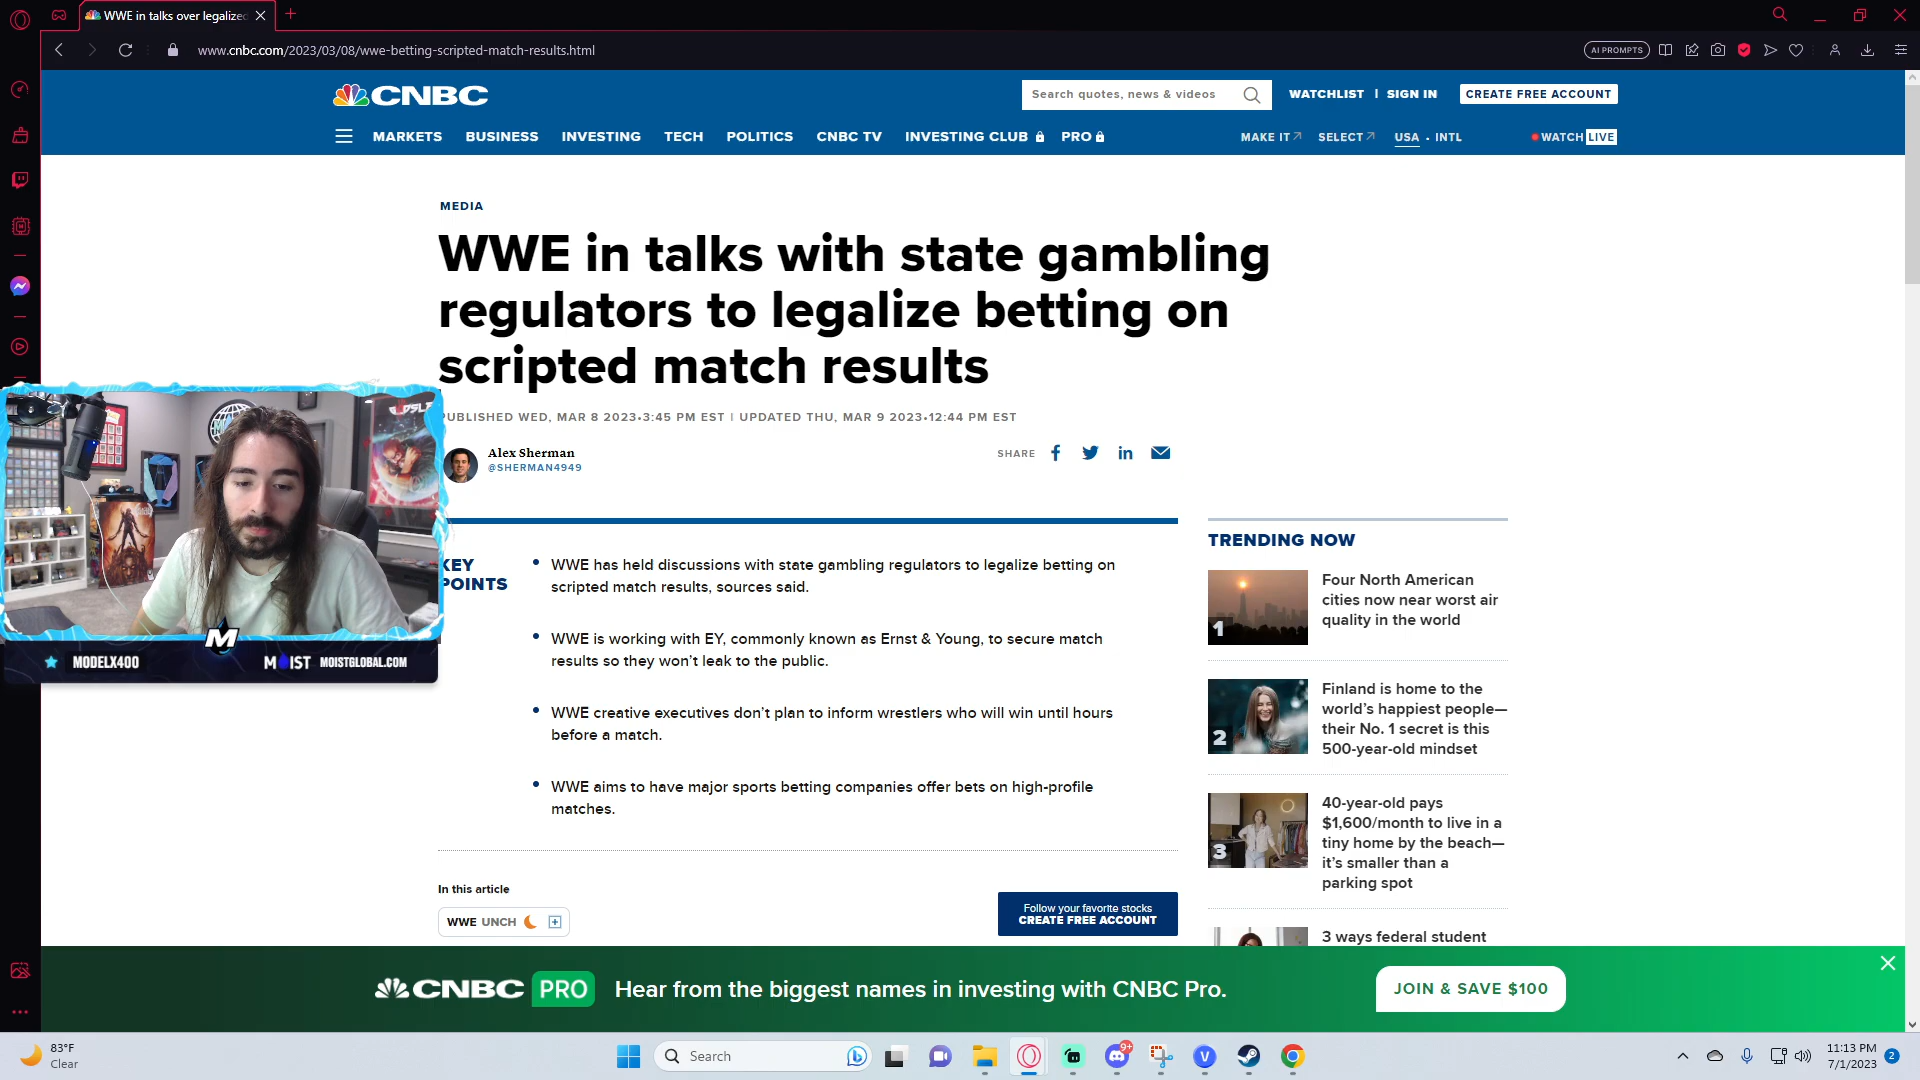 WWE in talks over legalized
www.cnbc.com/2023/03/08/wwe-betting-scripted-match-results.html
AI PROMPTS
CNBC
Search quotes, news & videos
WATCHLIST | SIGN IN
CREATE FREE ACCOUNT
MARKETS BUSINESS INVESTING TECH POLITICS CNBC TV INVESTING CLUB PRO
MAKE IT SELECT USA • INTL
WATCH LIVE
MEDIA
WWE in talks with state gambling
regulators to legalize betting on
scripted match results
UBLISHED WED, MAR 8 2023•3:45 PM EST | UPDATED THU, MAR 9 2023•12:44 PM EST
Alex Sherman
@SHERMAN4949
SHARE
KEY
POINTS
WWE has held discussions with state gambling regulators to legalize betting on
scripted match results, sources said.
WWE is working with EY, commonly known as Ernst & Young, to secure match
results so they won’t leak to the public.
WWE creative executives don’t plan to inform wrestlers who will win until hours
before a match.
WWE aims to have major sports betting companies offer bets on high-profile
matches.
In this article
WWE UNCH
Follow your favorite stocks
CREATE FREE ACCOUNT
TRENDING NOW
1
Four North American
cities now near worst air
quality in the world
2
Finland is home to the
world’s happiest people—
their No. 1 secret is this
500-year-old mindset
3
40-year-old pays
$1,600/month to live in a
tiny home by the beach—
it’s smaller than a
parking spot
3 ways federal student
M
MODELX400
MOIST
MOISTGLOBAL.COM
CNBC PRO
Hear from the biggest names in investing with CNBC Pro.
JOIN & SAVE $100
83°F
Clear
Search
9+
11:13 PM
7/1/2023
2